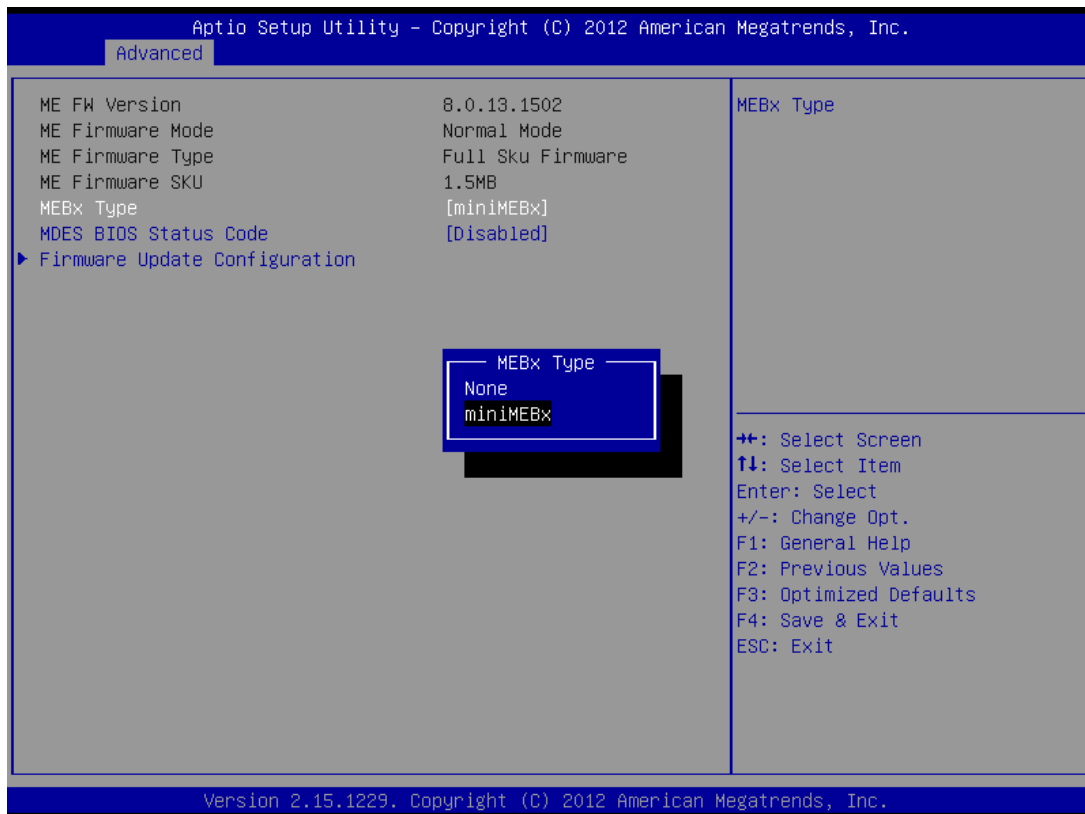 Aptio Setup Utility – Copyright (C) 2012 American Megatrends, Inc.
Advanced
ME FW Version 8.0.13.1502
ME Firmware Mode Normal Mode
ME Firmware Type Full Sku Firmware
ME Firmware SKU 1.5MB
MEBx Type [miniMEBx]
MDES BIOS Status Code [Disabled]
Firmware Update Configuration
MEBx Type
None
miniMEBx
MEBx Type
→←: Select Screen
↑↓: Select Item
Enter: Select
+/-: Change Opt.
F1: General Help
F2: Previous Values
F3: Optimized Defaults
F4: Save & Exit
ESC: Exit
Version 2.15.1229. Copyright (C) 2012 American Megatrends, Inc.